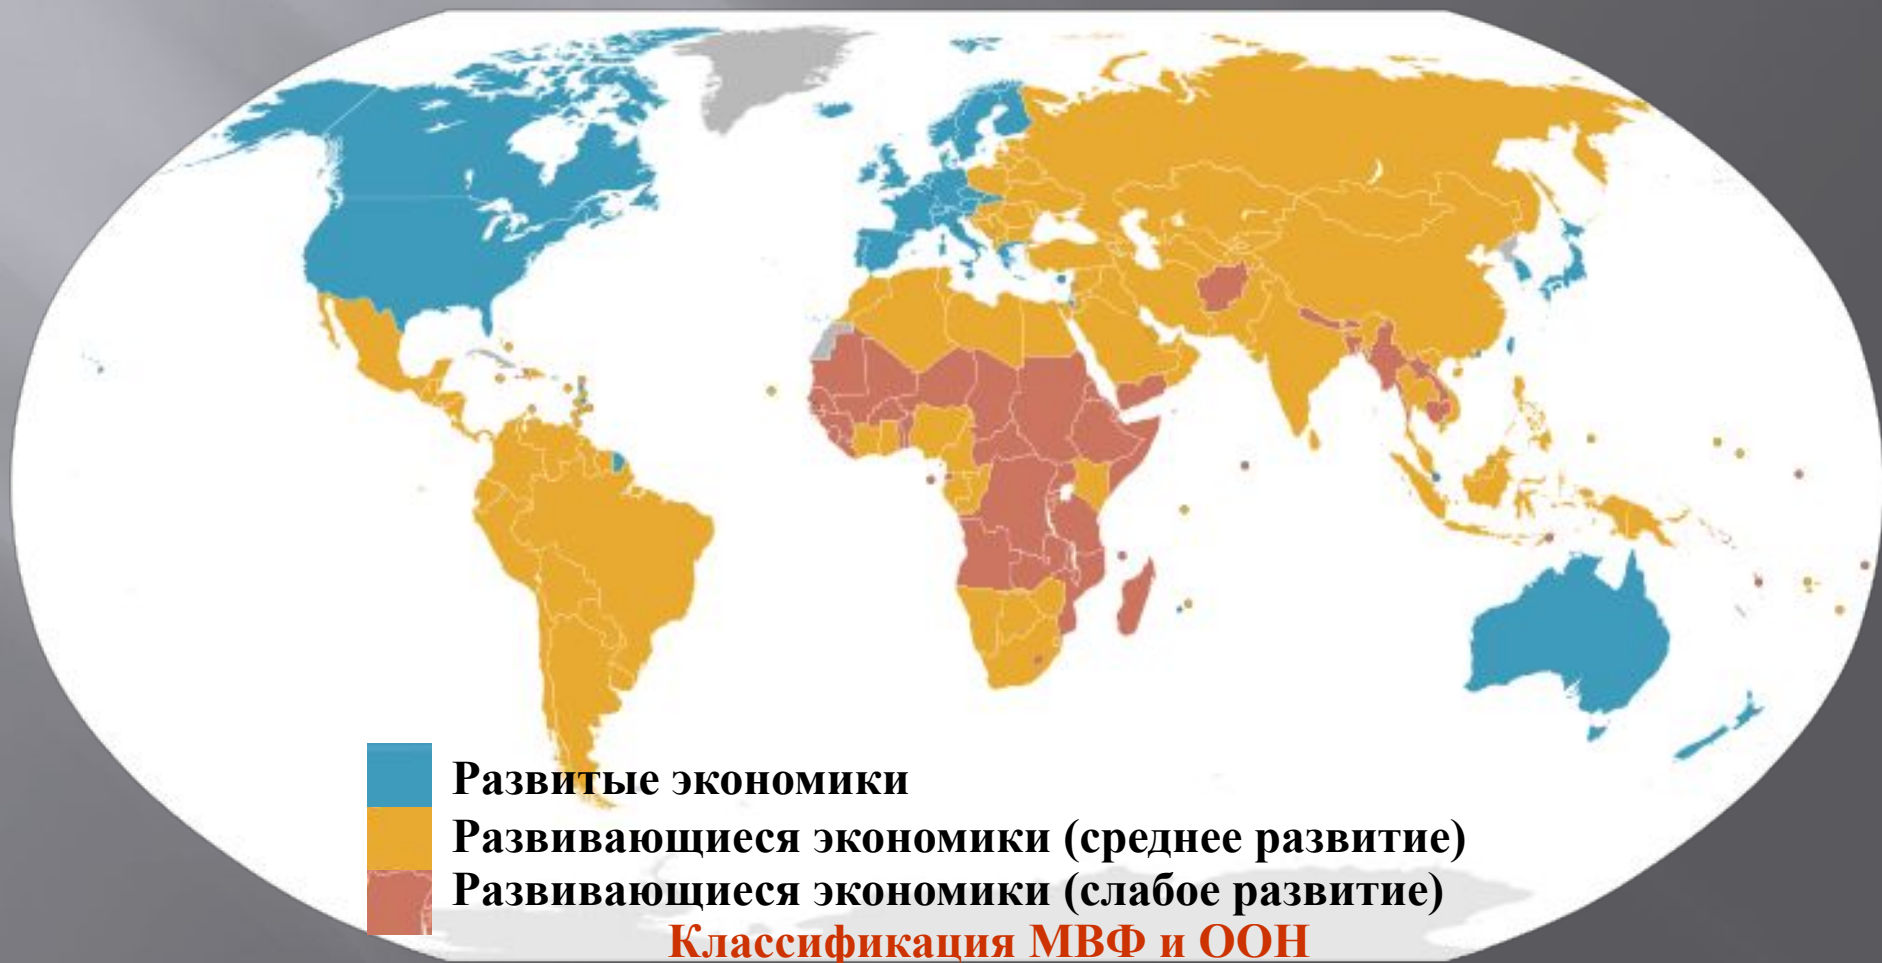 Развитые экономики
Развивающиеся экономики (среднее развитие)
Развивающиеся экономики (слабое развитие)
Классификация МВФ и ООН